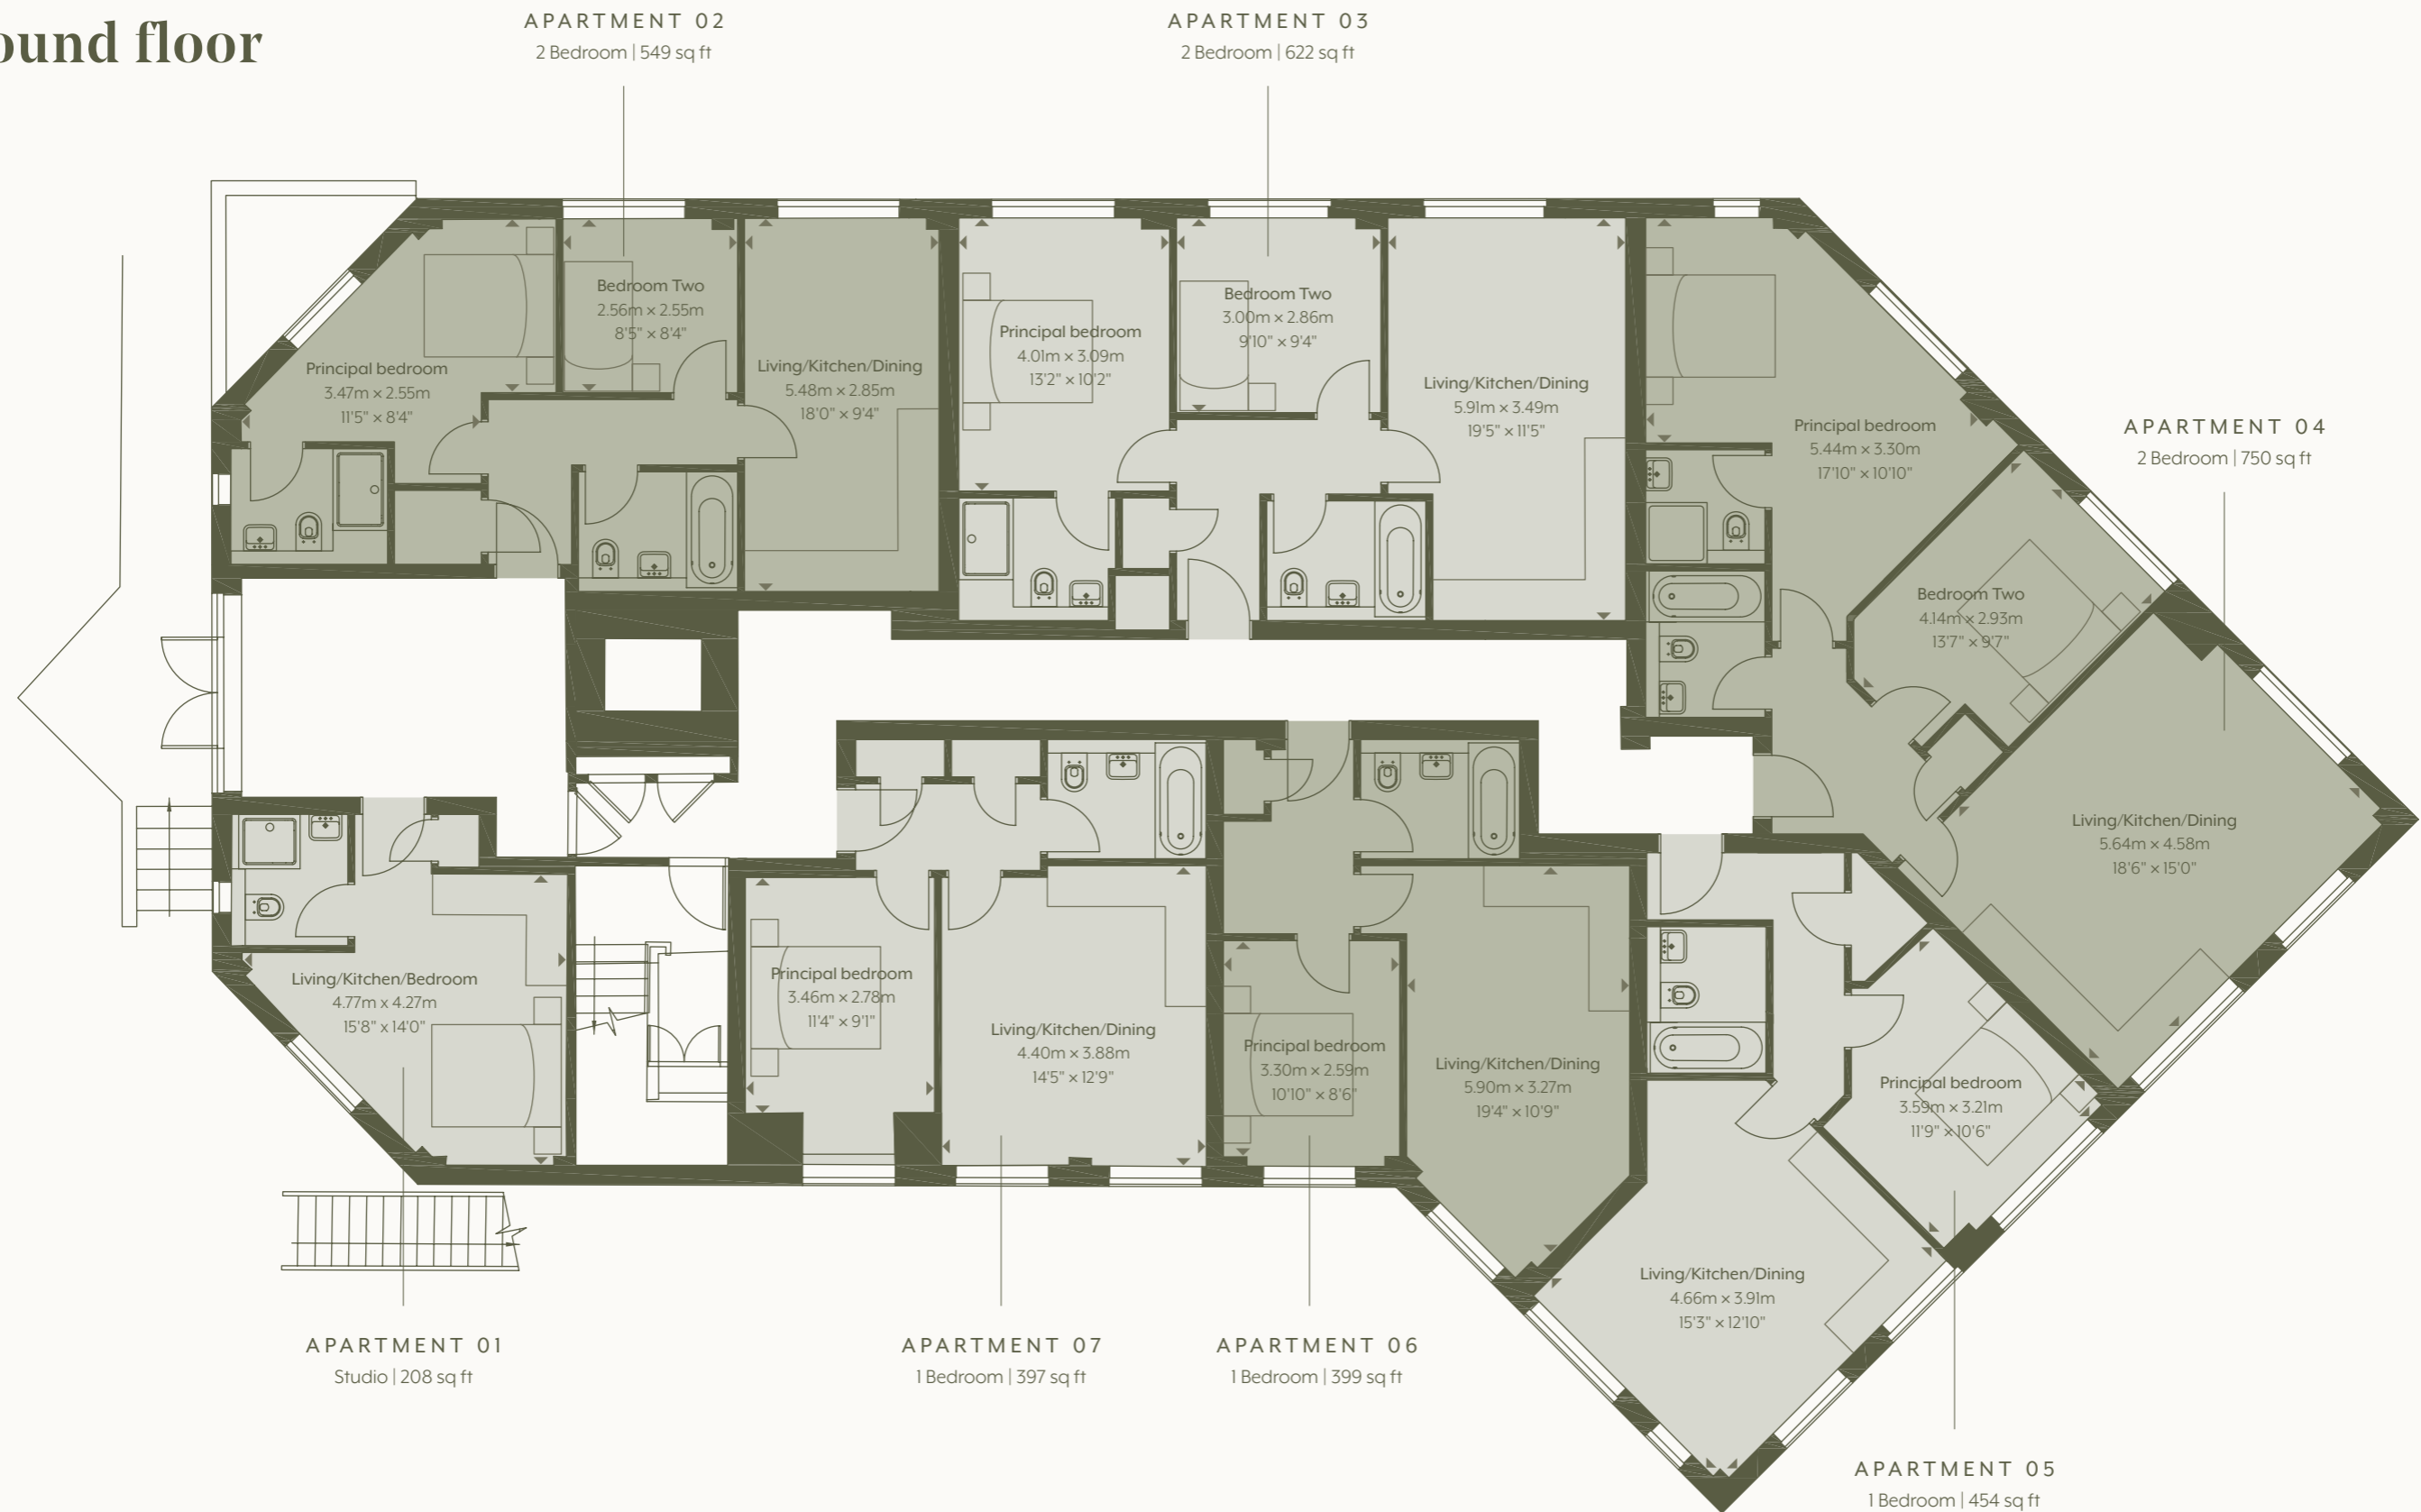 ound floor
APARTMENT 02
2 Bedroom | 549 sq ft
APARTMENT 03
2 Bedroom | 622 sq ft
APARTMENT 04
2 Bedroom | 750 sq ft
Principal bedroom
3.47m × 2.55m
11'5" × 8'4"
Bedroom Two
2.56m × 2.55m
8'5" × 8'4"
Living/Kitchen/Dining
5.48m × 2.85m
18'0" × 9'4"
Principal bedroom
4.01m × 3.09m
13'2" × 10'2"
Bedroom Two
3.00m × 2.86m
9'10" × 9'4"
Living/Kitchen/Dining
5.91m × 3.49m
19'5" × 11'5"
Principal bedroom
5.44m × 3.30m
17'10" × 10'10"
Bedroom Two
4.14m × 2.93m
13'7" × 9'7"
Living/Kitchen/Dining
5.64m × 4.58m
18'6" × 15'0"
Living/Kitchen/Bedroom
4.77m x 4.27m
15'8" x 14'0"
Principal bedroom
3.46m × 2.78m
11'4" × 9'1"
Living/Kitchen/Dining
4.40m × 3.88m
14'5" × 12'9"
Principal bedroom
3.30m × 2.59m
10'10" × 8'6"
Living/Kitchen/Dining
5.90m × 3.27m
19'4" × 10'9"
Principal bedroom
3.59m × 3.21m
11'9" × 10'6"
Living/Kitchen/Dining
4.66m × 3.91m
15'3" × 12'10"
APARTMENT 01
Studio | 208 sq ft
APARTMENT 07
1 Bedroom | 397 sq ft
APARTMENT 06
1 Bedroom | 399 sq ft
APARTMENT 05
1 Bedroom | 454 sq ft